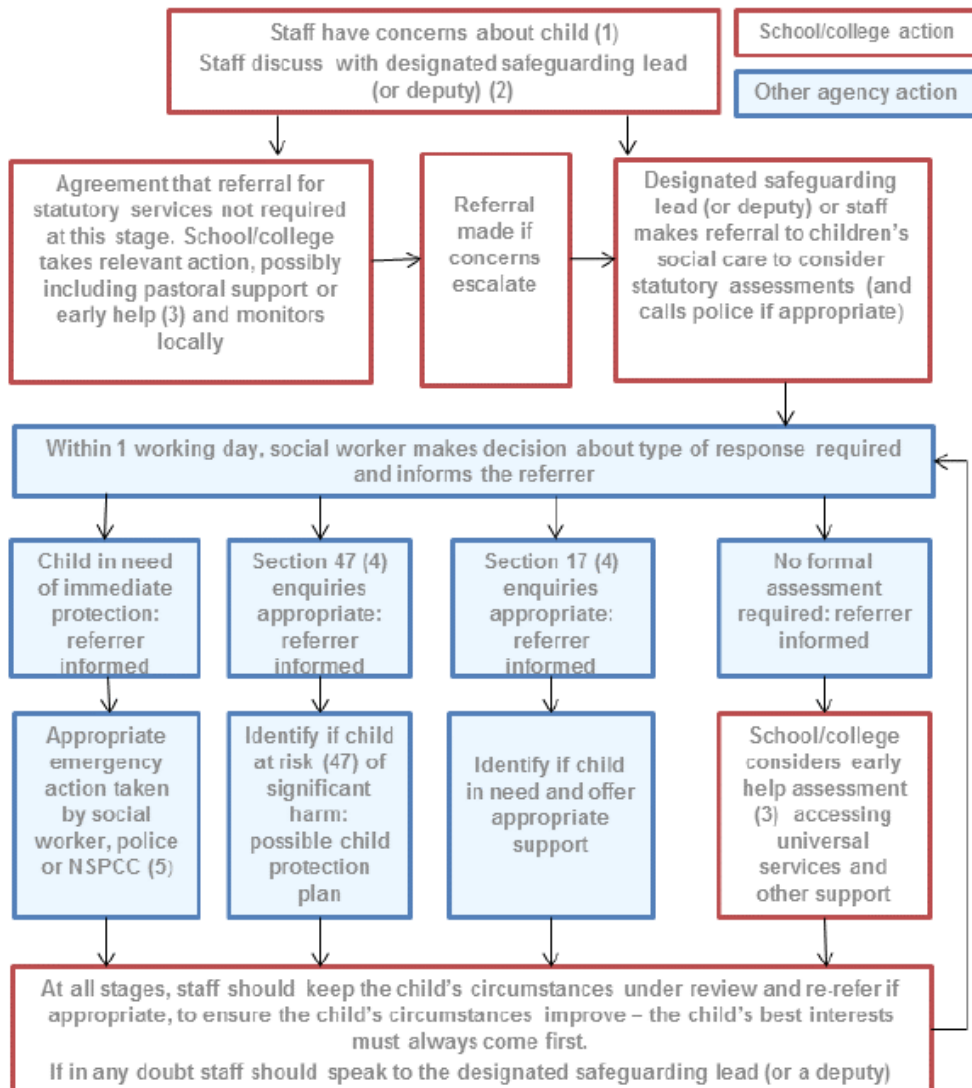 Staff have concerns about child (1)
Staff discuss with designated safeguarding lead
(or deputy) (2)
School/college action
Other agency action
Agreement that referral for
statutory services not required
at this stage. School/college
takes relevant action, possibly
including pastoral support or
early help (3) and monitors
locally
Referral
made if
concerns
escalate
Designated safeguarding
lead (or deputy) or staff
makes referral to children's
social care to consider
statutory assessments (and
calls police if appropriate)
Within 1 working day, social worker makes decision about type of response required
and informs the referrer
Child in need
of immediate
protection:
referrer
informed
Section 47 (4)
enquiries
appropriate:
referrer
informed
Section 17 (4)
enquiries
appropriate:
referrer
informed
No formal
assessment
required: referrer
informed
Appropriate
emergency
action taken
by social
worker, police
or NSPCC (5)
Identify if child
at risk (47) of
significant
harm:
possible child
protection
plan
Identify if child
in need and offer
appropriate
support
School/college
considers early
help assessment
(3) accessing
universal
services and
other support
At all stages, staff should keep the child's circumstances under review and re-refer if
appropriate, to ensure the child's circumstances improve – the child's best interests
must always come first.
If in any doubt staff should speak to the designated safeguarding lead (or a deputy)